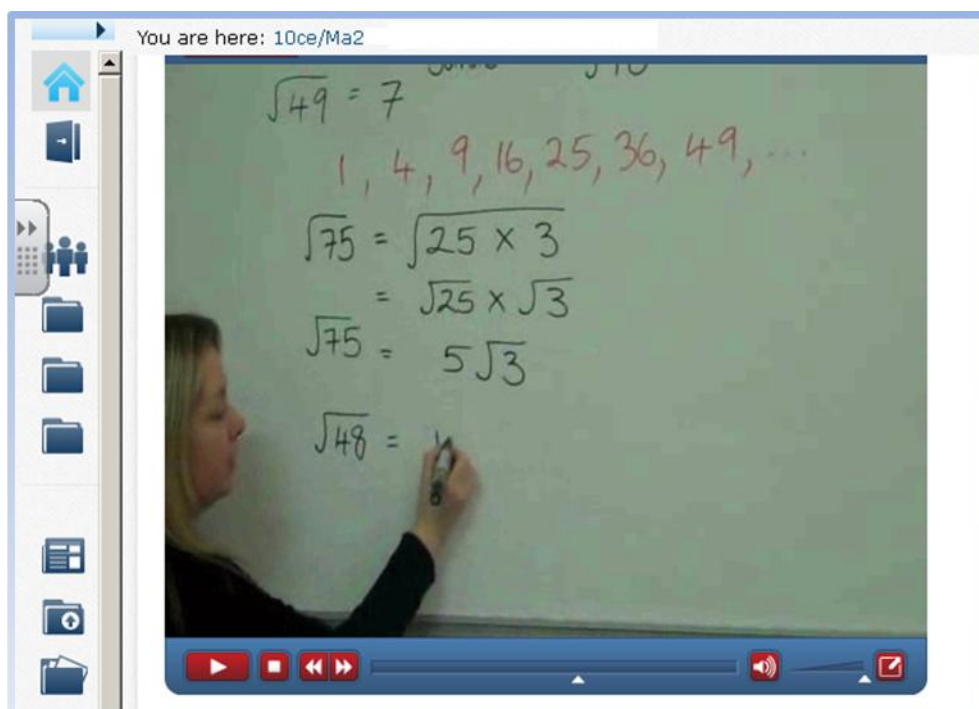 You are here: 10ce/Ma2
√49 = 7
1, 4, 9, 16, 25, 36, 49, ...
√75 = √25 × 3
= √25 × √3
√75 = 5√3
√48 =